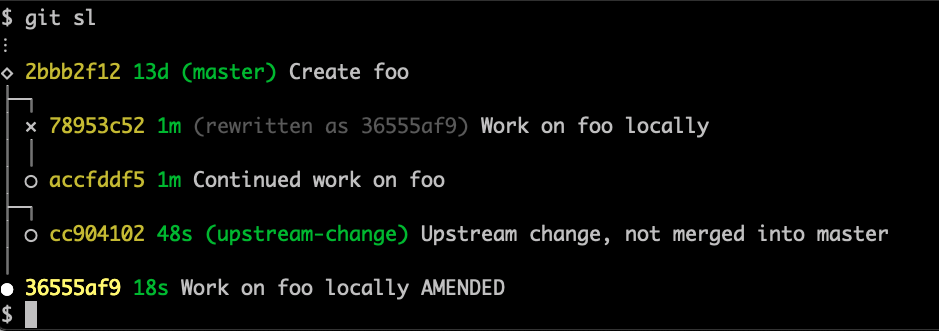 $ git sl
⋮
◇ 2bbb2f12 13d (master) Create foo
× 78953c52 1m (rewritten as 36555af9) Work on foo locally
○ accfddf5 1m Continued work on foo
○ cc904102 48s (upstream-change) Upstream change, not merged into master
● 36555af9 18s Work on foo locally AMENDED
$